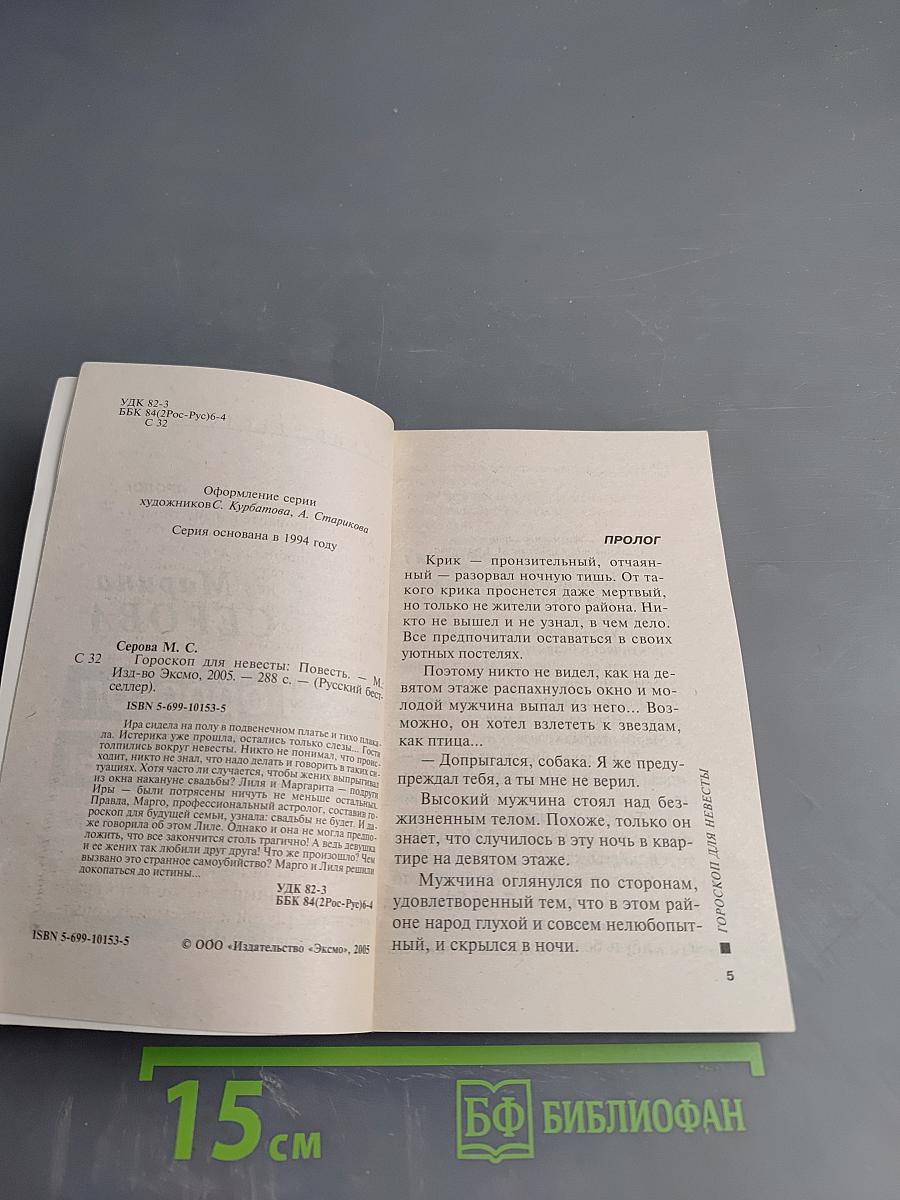 УДК 82-3
ББК 84(2Рос-Рус)6-4
С 32
Оформление серии
художников С. Курбатова, А. Старикова
Серия основана в 1994 году
Серова М. С.
С 32 Гороскоп для невесты: Повесть. — М.:
Изд-во Эксмо, 2005. — 288 с. — (Русский бест-
селлер).
ISBN 5-699-10153-5
Ира сидела на полу в подвенечном платье и тихо плака-
ла. Истерика уже прошла, остались только слезы... Гости
толпились вокруг невесты. Никто не понимал, что проис-
ходит, никто не знал, что надо делать и говорить в таких си-
туациях. Хотя часто ли случается, чтобы жених выпрыгивал
из окна накануне свадьбы? Лиля и Маргарита — подруги
Иры — были потрясены ничуть не меньше остальных.
Правда, Марго, профессиональный астролог, составив го-
роскоп для будущей семьи, узнала: свадьбы не будет. И да-
же говорила об этом Лиле. Однако и она не могла предпо-
ложить, что все закончится столь трагично! А ведь девушка
и ее жених так любили друг друга! Что же произошло? Чем
вызвано это странное самоубийство? Марго и Лиля решили
докопаться до истины...
УДК 82-3
ББК 84(2Рос-Рус)6-4
ISBN 5-699-10153-5
© ООО «Издательство «Эксмо», 2005
ПРОЛОГ
Крик — пронзительный, отчаян-
ный — разорвал ночную тишь. От та-
кого крика проснется даже мертвый,
но только не жители этого района. Ни-
кто не вышел и не узнал, в чем дело.
Все предпочитали оставаться в своих
уютных постелях.
Поэтому никто не видел, как на де-
вятом этаже распахнулось окно и мо-
лодой мужчина выпал из него... Воз-
можно, он хотел взлететь к звездам,
как птица...
— Допрыгался, собака. Я же преду-
преждал тебя, а ты мне не верил.
Высокий мужчина стоял над без-
жизненным телом. Похоже, только он
знает, что случилось в эту ночь в квар-
тире на девятом этаже.
Мужчина оглянулся по сторонам,
удовлетворенный тем, что в этом рай-
оне народ глухой и совсем нелюбопыт-
ный, и скрылся в ночи.
ГОРОСКОП ДЛЯ НЕВЕСТЫ
5
15 см
БФ БИБЛИОФАН